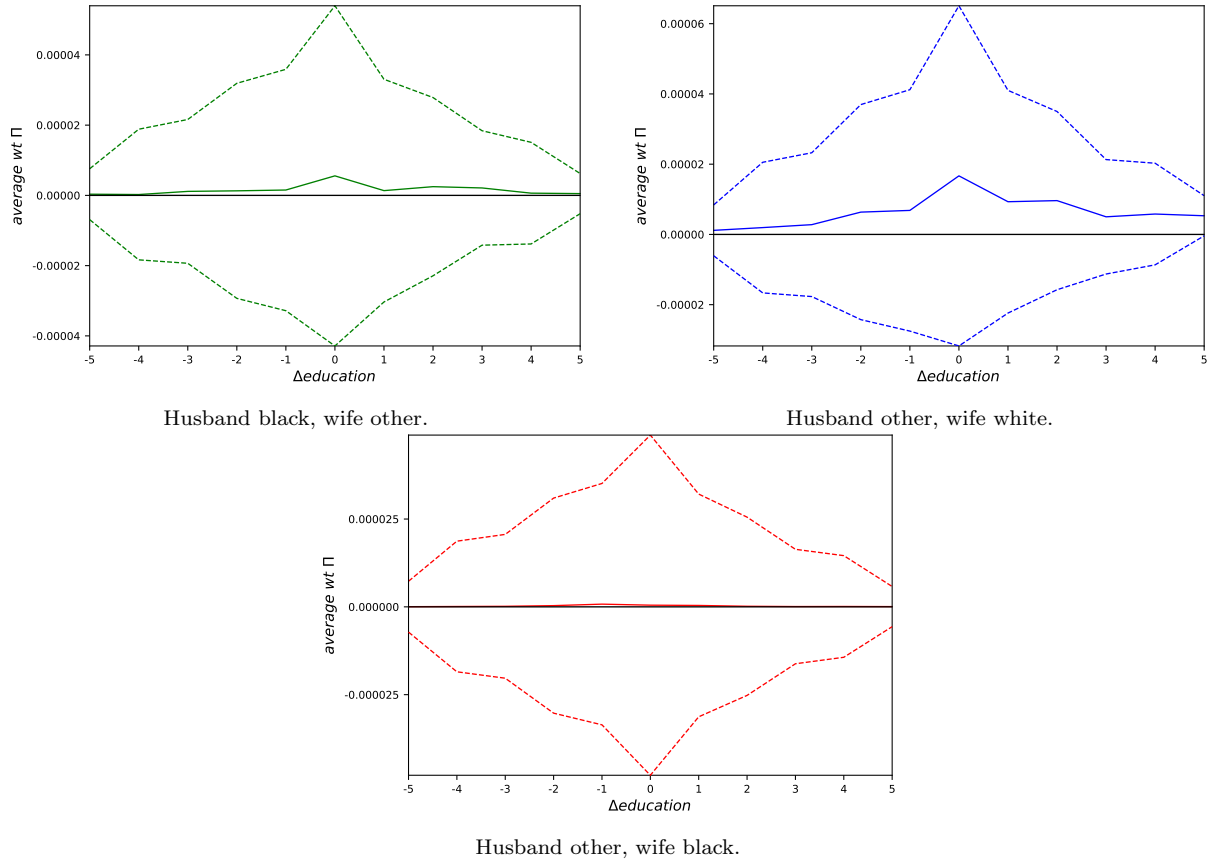 0.00004
0.00002
0.00000
-0.00002
-0.00004
average wt Π
-5 -4 -3 -2 -1 0 1 2 3 4 5
Δeducation
Husband black, wife other.
0.00006
0.00004
0.00002
0.00000
-0.00002
average wt Π
-5 -4 -3 -2 -1 0 1 2 3 4 5
Δeducation
Husband other, wife white.
0.000025
0.000000
-0.000025
average wt Π
-5 -4 -3 -2 -1 0 1 2 3 4 5
Δeducation
Husband other, wife black.